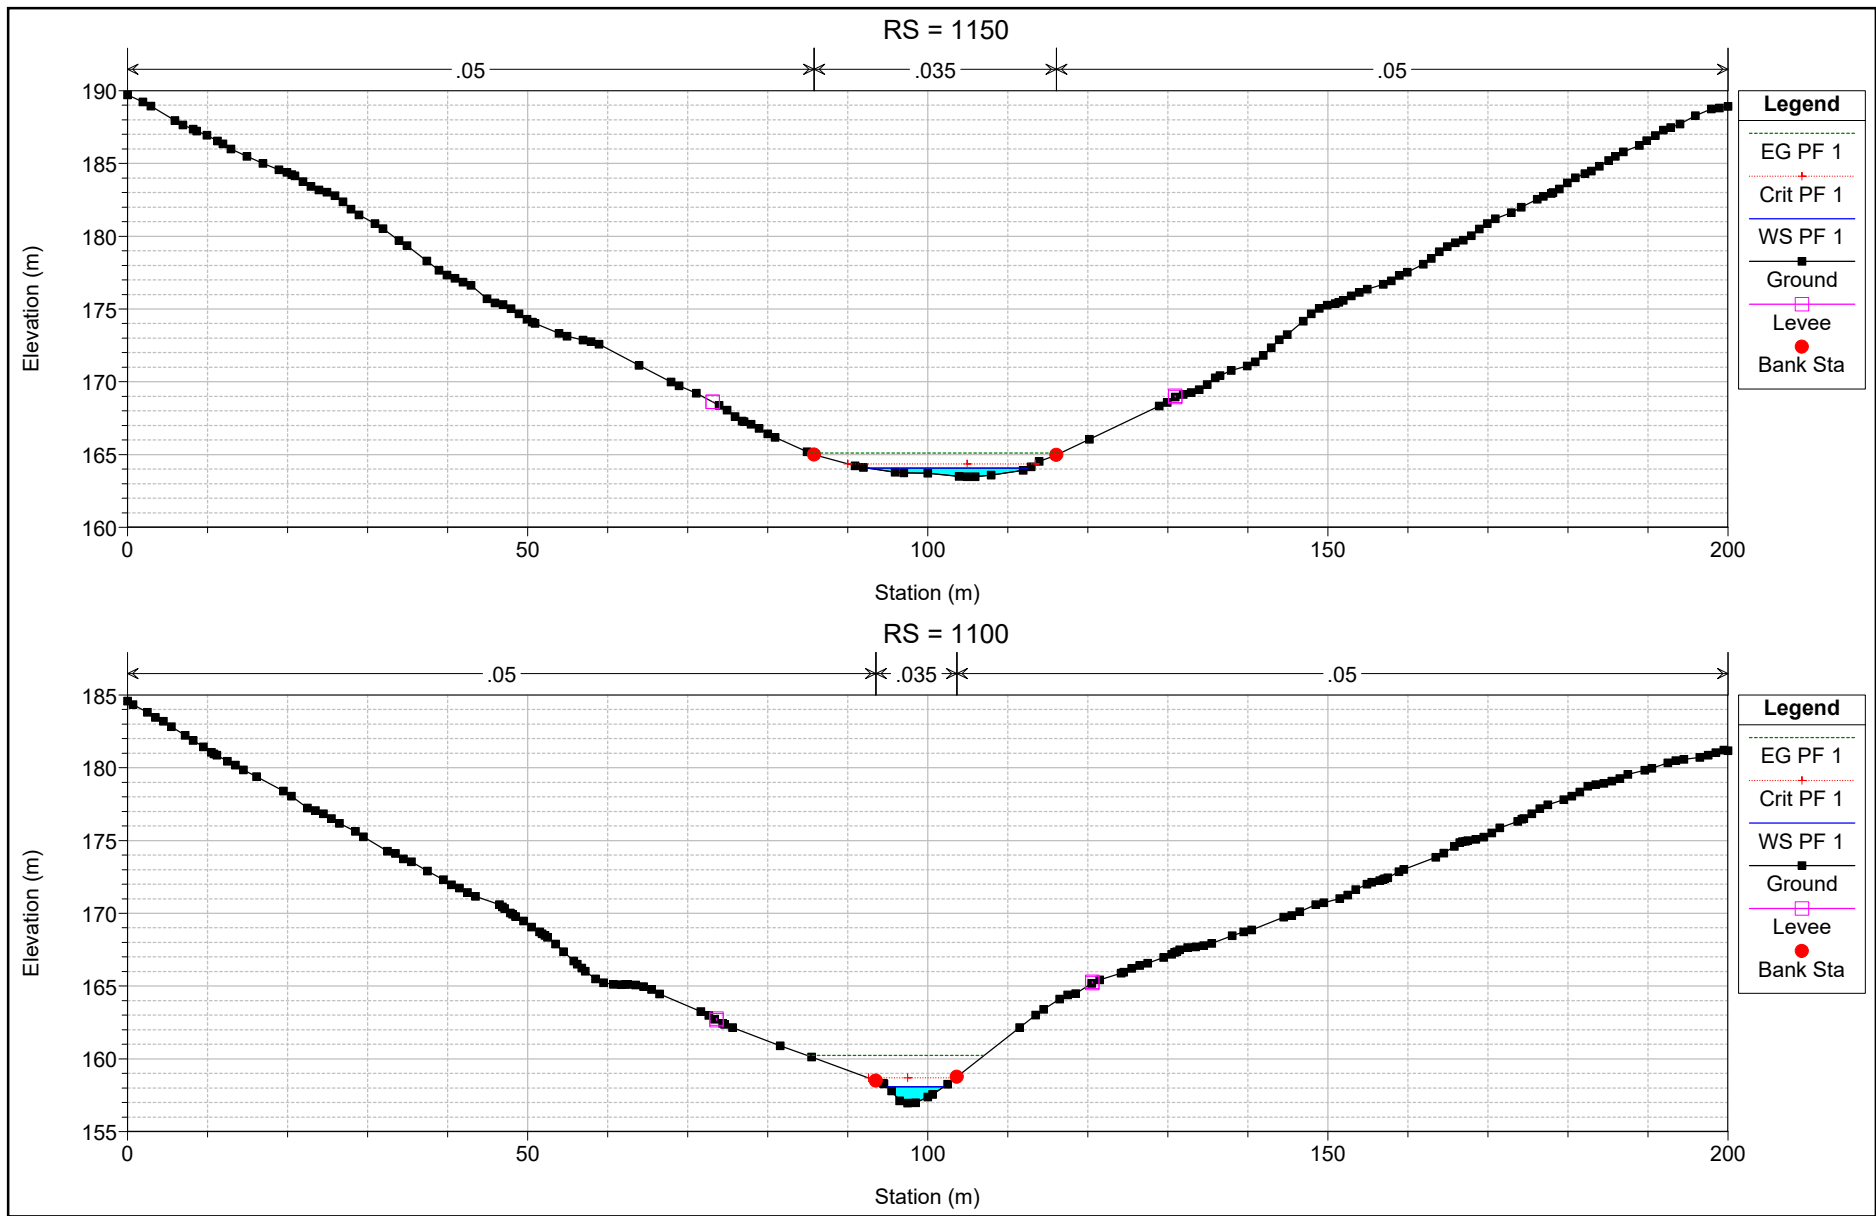 RS = 1150
.05 .035 .05
190
185
180
175
170
165
160
Elevation (m)
0 50 100 150 200
Station (m)
Legend
EG PF 1
Crit PF 1
WS PF 1
Ground
Levee
Bank Sta
RS = 1100
.05 .035 .05
185
180
175
170
165
160
155
Elevation (m)
0 50 100 150 200
Station (m)
Legend
EG PF 1
Crit PF 1
WS PF 1
Ground
Levee
Bank Sta